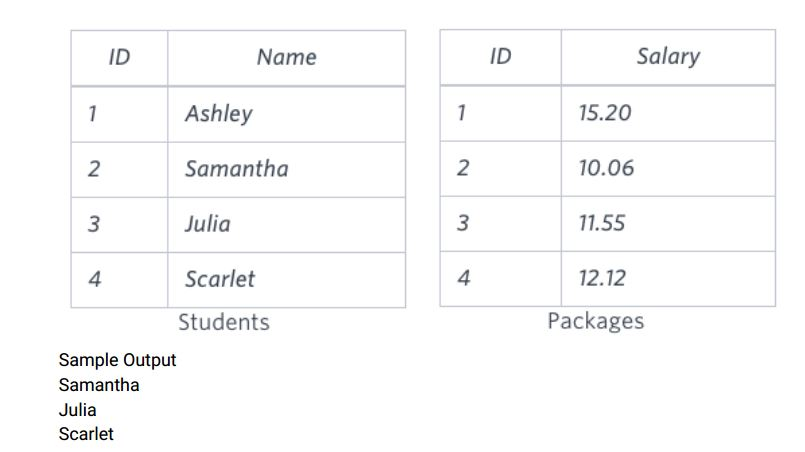 ID Name ID Salary
1 Ashley 1 15.20
2 Samantha 2 10.06
3 Julia 3 11.55
4 Scarlet 4 12.12
Students Packages
Sample Output
Samantha
Julia
Scarlet